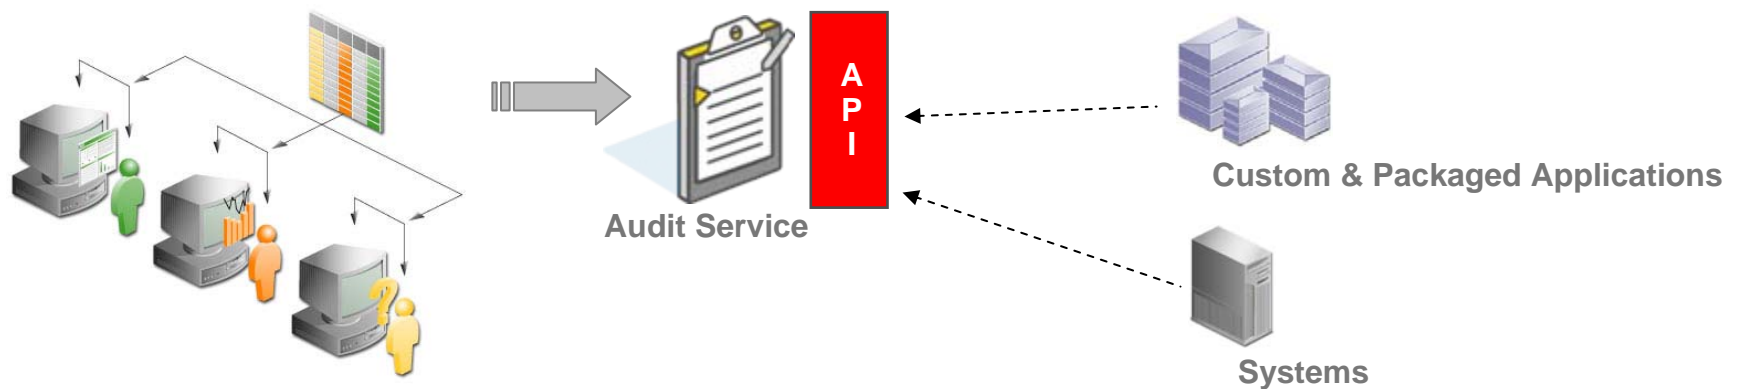 A
P
I
Audit Service
Custom & Packaged Applications
Systems